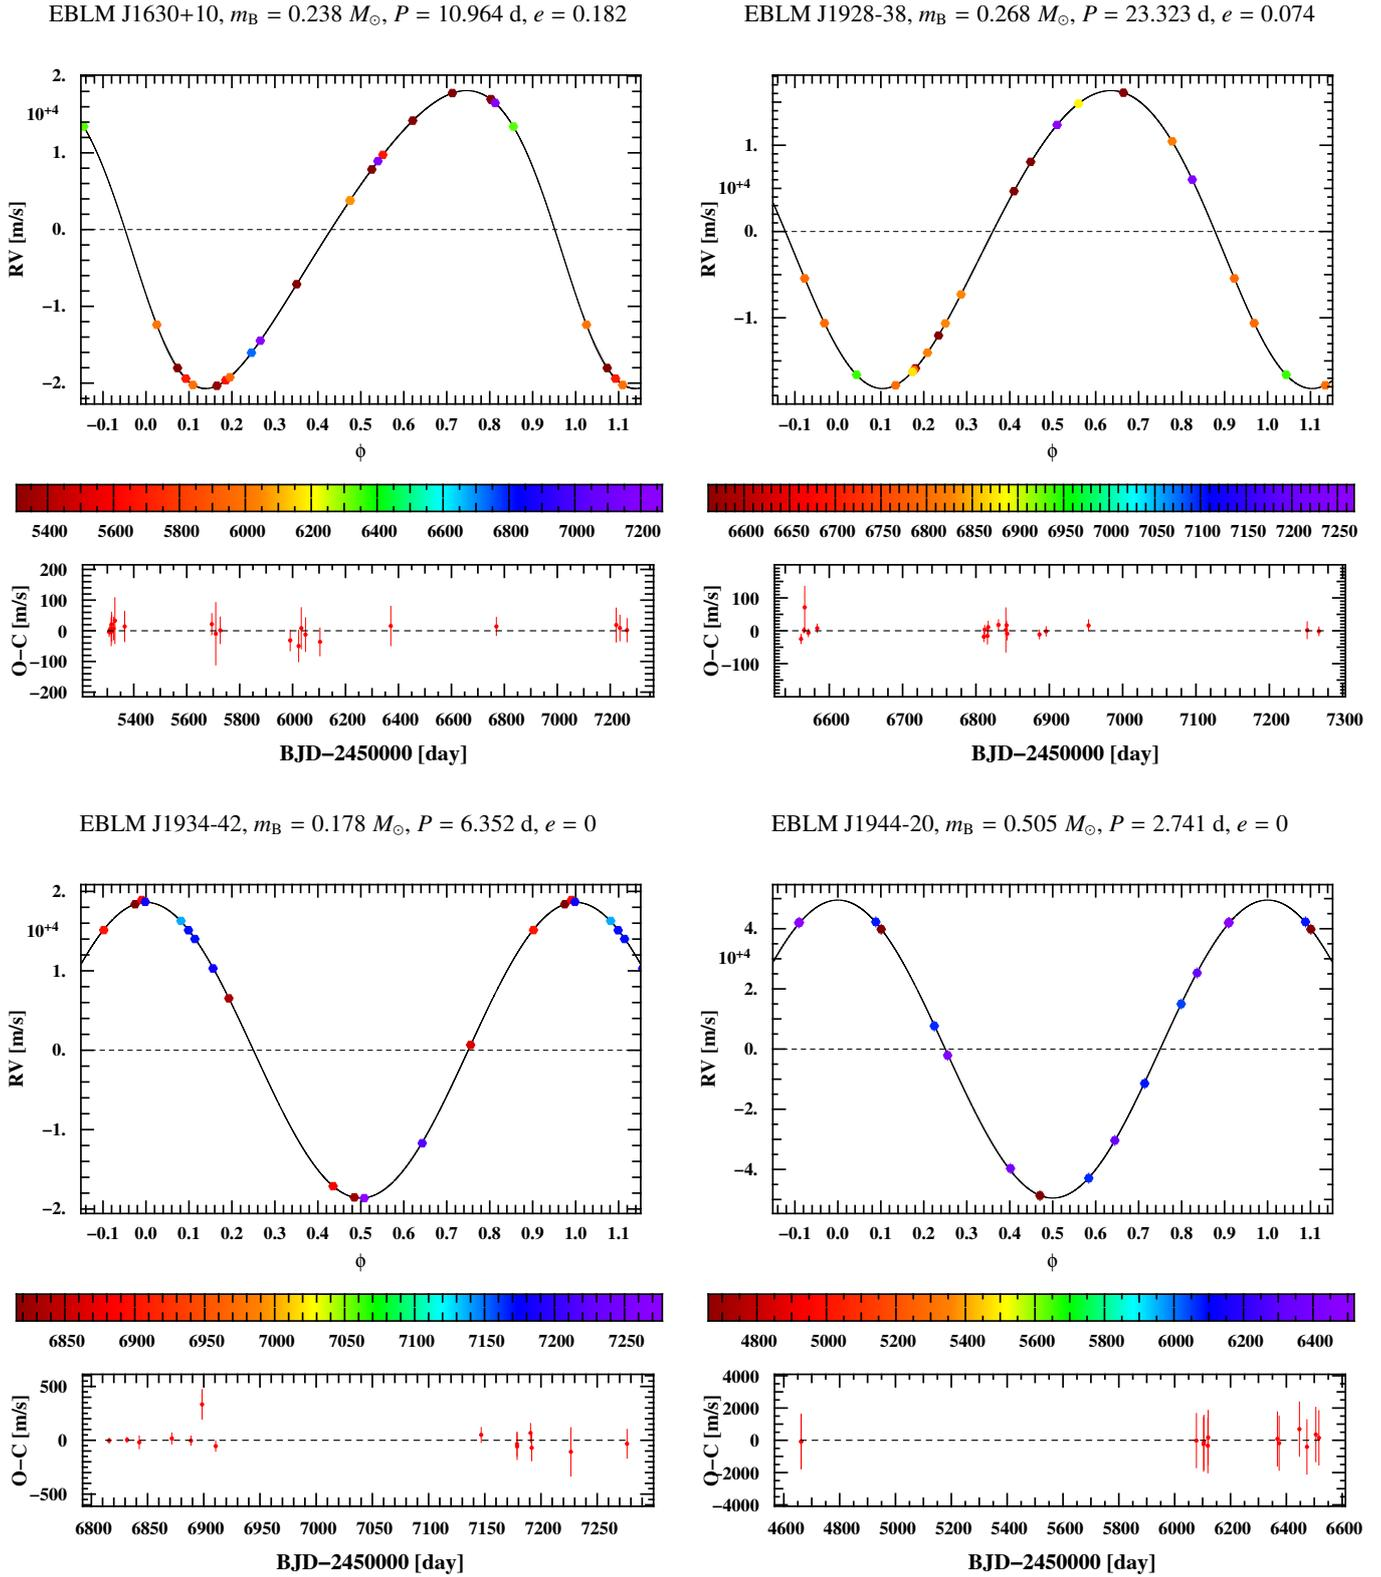 EBLM J1630+10, m_B = 0.238 M_⊙, P = 10.964 d, e = 0.182
2.
10+4
1.
0.
−1.
−2.
RV [m/s]
−0.1 0.0 0.1 0.2 0.3 0.4 0.5 0.6 0.7 0.8 0.9 1.0 1.1
ϕ
5400 5600 5800 6000 6200 6400 6600 6800 7000 7200
200
100
0
−100
−200
O−C [m/s]
5400 5600 5800 6000 6200 6400 6600 6800 7000 7200
BJD−2450000 [day]
EBLM J1928-38, m_B = 0.268 M_⊙, P = 23.323 d, e = 0.074
1.
10+4
0.
−1.
RV [m/s]
−0.1 0.0 0.1 0.2 0.3 0.4 0.5 0.6 0.7 0.8 0.9 1.0 1.1
ϕ
6600 6650 6700 6750 6800 6850 6900 6950 7000 7050 7100 7150 7200 7250
100
0
−100
O−C [m/s]
6600 6700 6800 6900 7000 7100 7200 7300
BJD−2450000 [day]
EBLM J1934-42, m_B = 0.178 M_⊙, P = 6.352 d, e = 0
2.
10+4
1.
0.
−1.
−2.
RV [m/s]
−0.1 0.0 0.1 0.2 0.3 0.4 0.5 0.6 0.7 0.8 0.9 1.0 1.1
ϕ
6850 6900 6950 7000 7050 7100 7150 7200 7250
500
0
−500
O−C [m/s]
6800 6850 6900 6950 7000 7050 7100 7150 7200 7250
BJD−2450000 [day]
EBLM J1944-20, m_B = 0.505 M_⊙, P = 2.741 d, e = 0
4.
10+4
2.
0.
−2.
−4.
RV [m/s]
−0.1 0.0 0.1 0.2 0.3 0.4 0.5 0.6 0.7 0.8 0.9 1.0 1.1
ϕ
4800 5000 5200 5400 5600 5800 6000 6200 6400
4000
2000
0
−2000
−4000
O−C [m/s]
4600 4800 5000 5200 5400 5600 5800 6000 6200 6400 6600
BJD−2450000 [day]